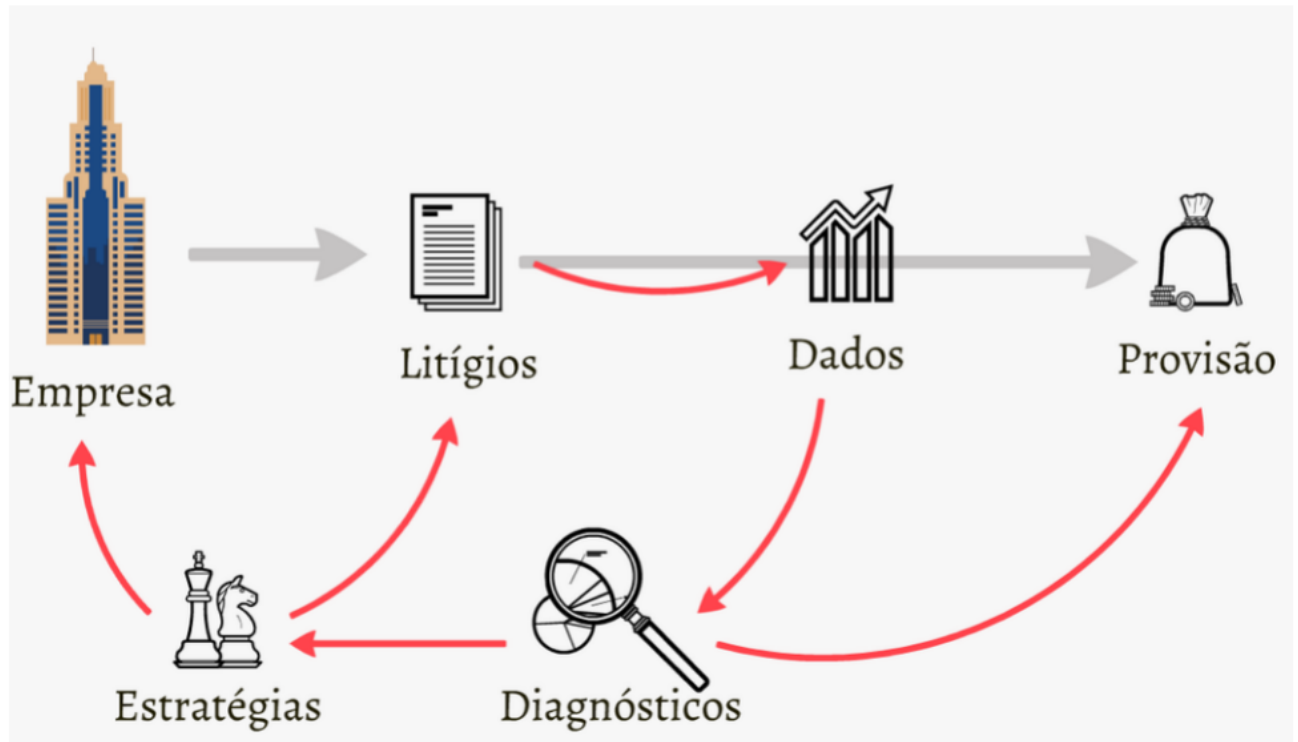 Empresa
Litígios
Dados
Provisão
Estratégias
Diagnósticos